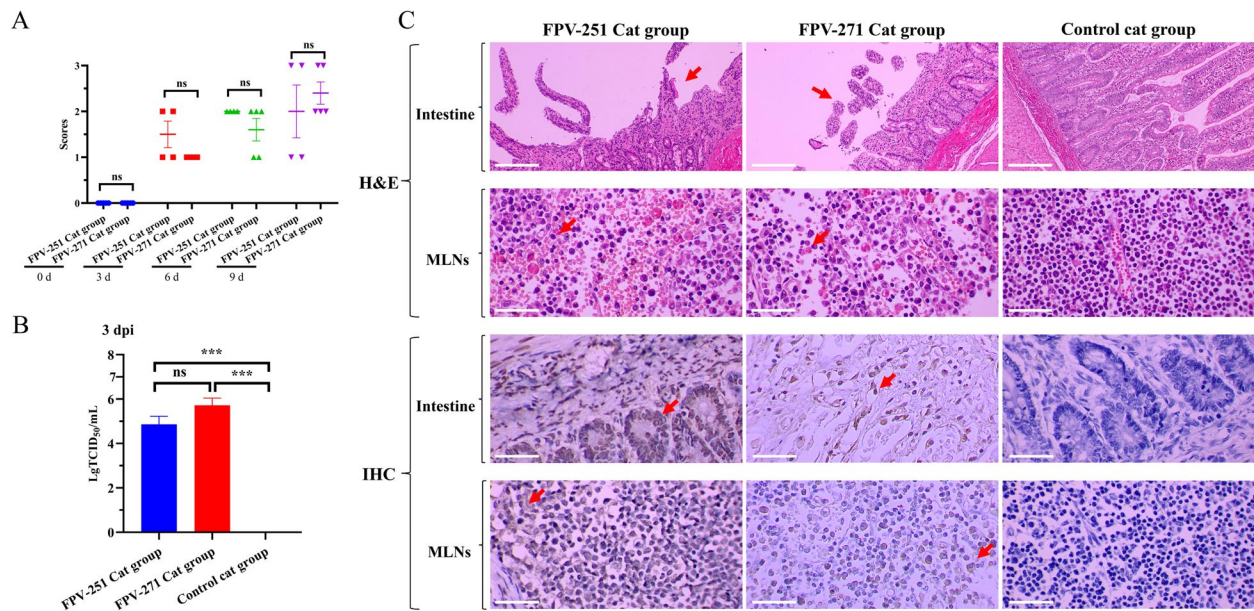 A
ns
ns
ns
ns
3
2
1
0
Scores
FPV-251 Cat group
FPV-271 Cat group
FPV-251 Cat group
FPV-271 Cat group
FPV-251 Cat group
FPV-271 Cat group
FPV-251 Cat group
FPV-271 Cat group
0 d
3 d
6 d
9 d
B
3 dpi
***
ns
***
8
6
4
2
0
LgTCID50/mL
FPV-251 Cat group
FPV-271 Cat group
Control cat group
C
FPV-251 Cat group
FPV-271 Cat group
Control cat group
H&E
Intestine
MLNs
IHC
Intestine
MLNs